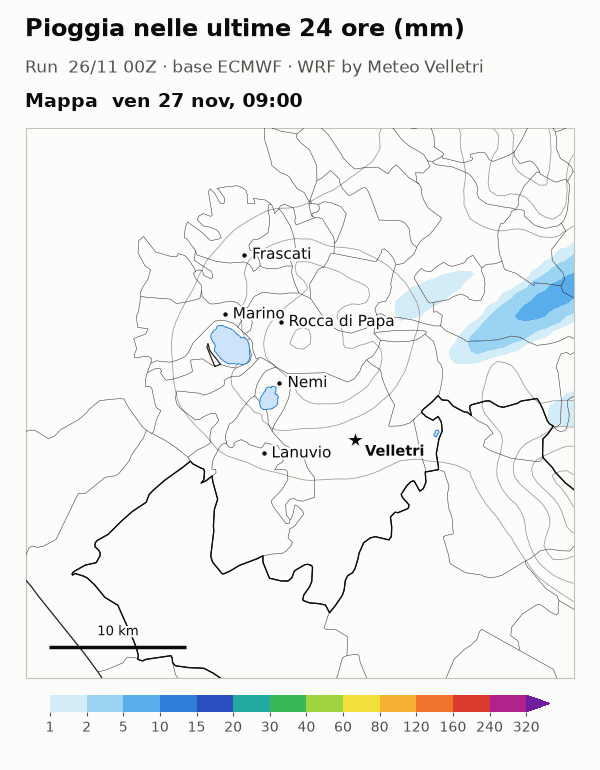 Pioggia nelle ultime 24 ore (mm)
Run  26/11 00Z · base ECMWF · WRF by Meteo Velletri
Mappa  ven 27 nov, 09:00
Frascati
Marino
Rocca di Papa
Nemi
Velletri
Lanuvio
10 km
1 2 5 10 15 20 30 40 60 80 120 160 240 320